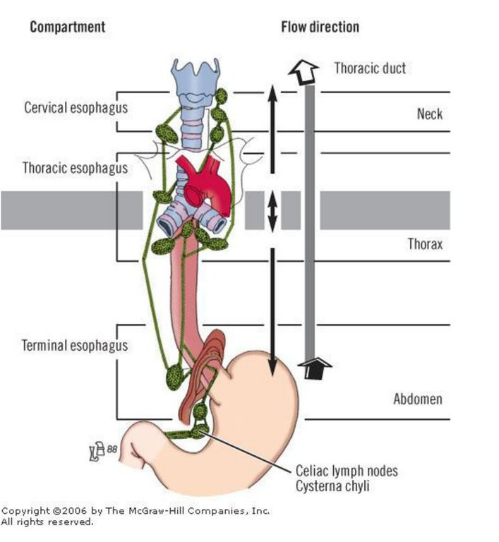 Compartment
Flow direction
Thoracic duct
Cervical esophagus
Neck
Thoracic esophagus
Thorax
Terminal esophagus
Abdomen
88
Celiac lymph nodes
Cysterna chyli
Copyright ©2006 by The McGraw-Hill Companies, Inc.
All rights reserved.